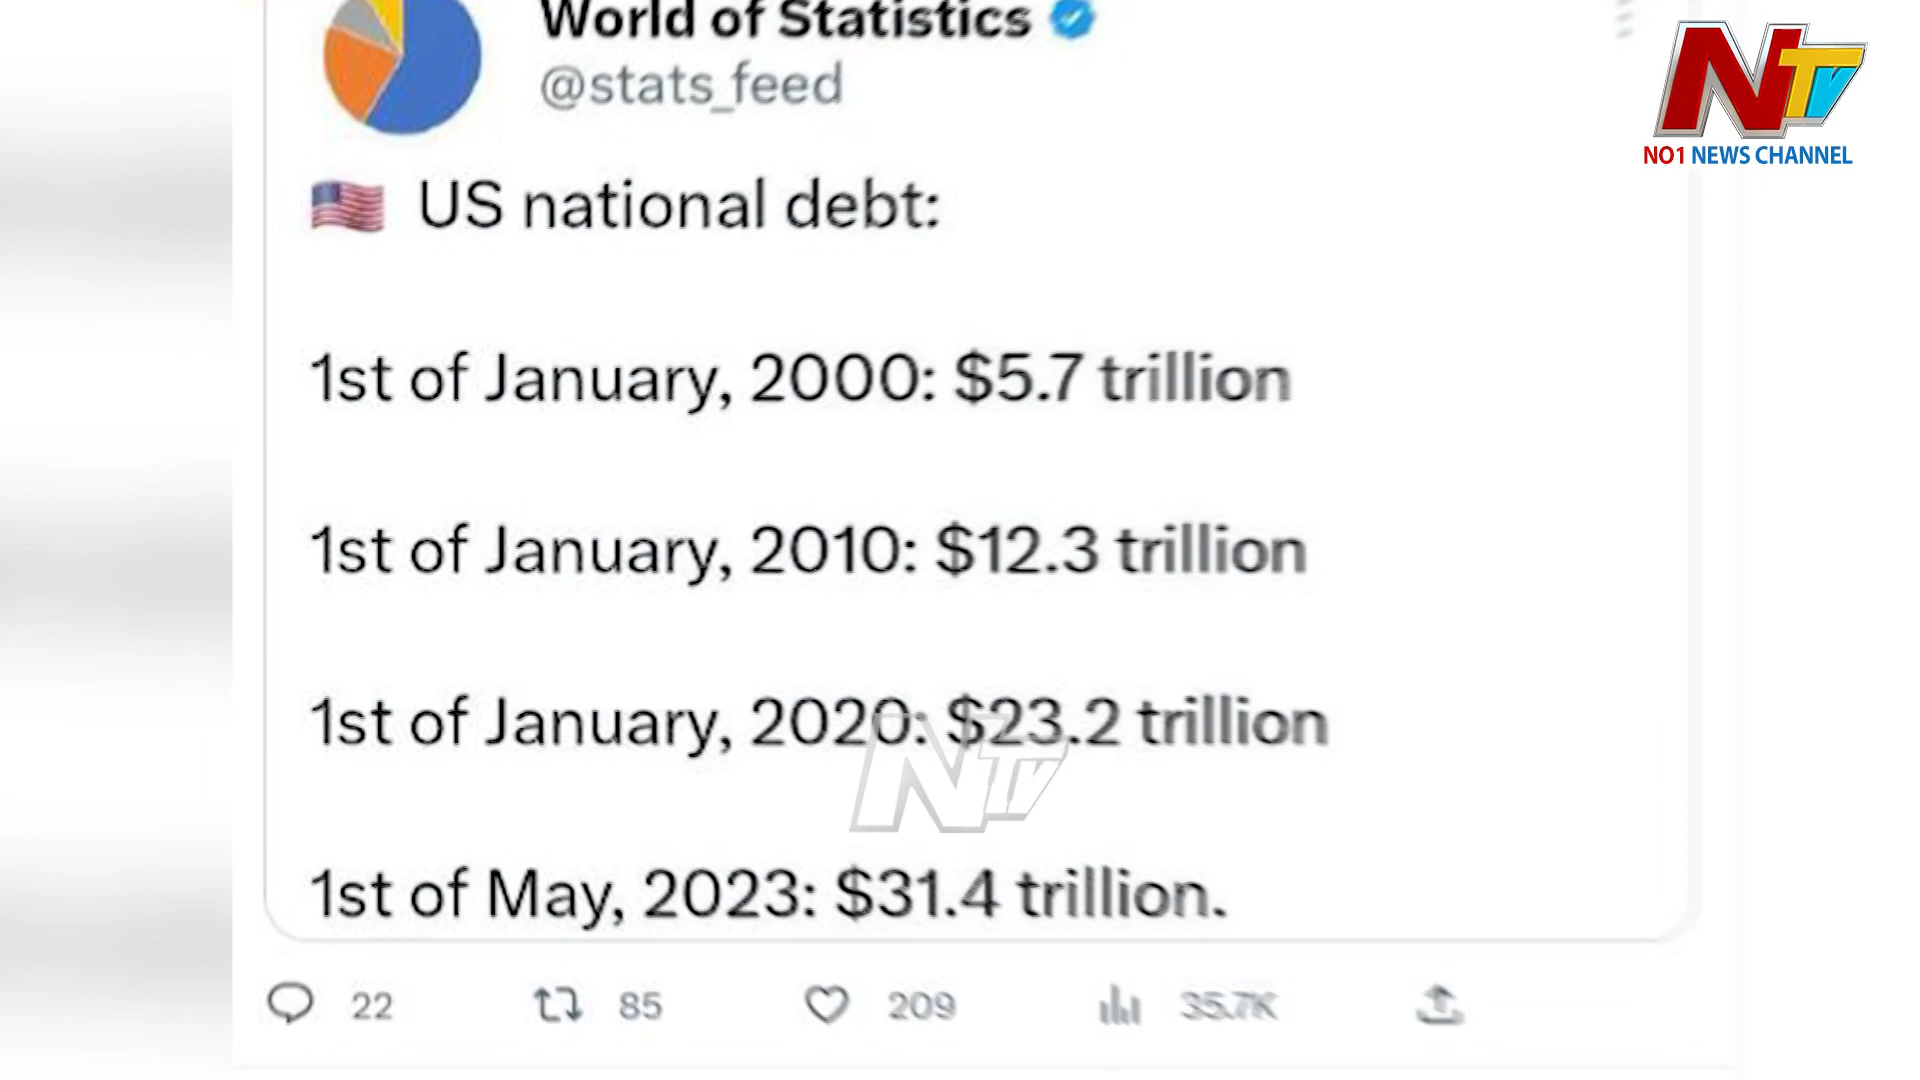 World of Statistics
@stats_feed
NTV
NO1 NEWS CHANNEL
🇺🇸 US national debt:
1st of January, 2000: $5.7 trillion
1st of January, 2010: $12.3 trillion
1st of January, 2020: $23.2 trillion
NTV
1st of May, 2023: $31.4 trillion.
22 85 209 35.7K